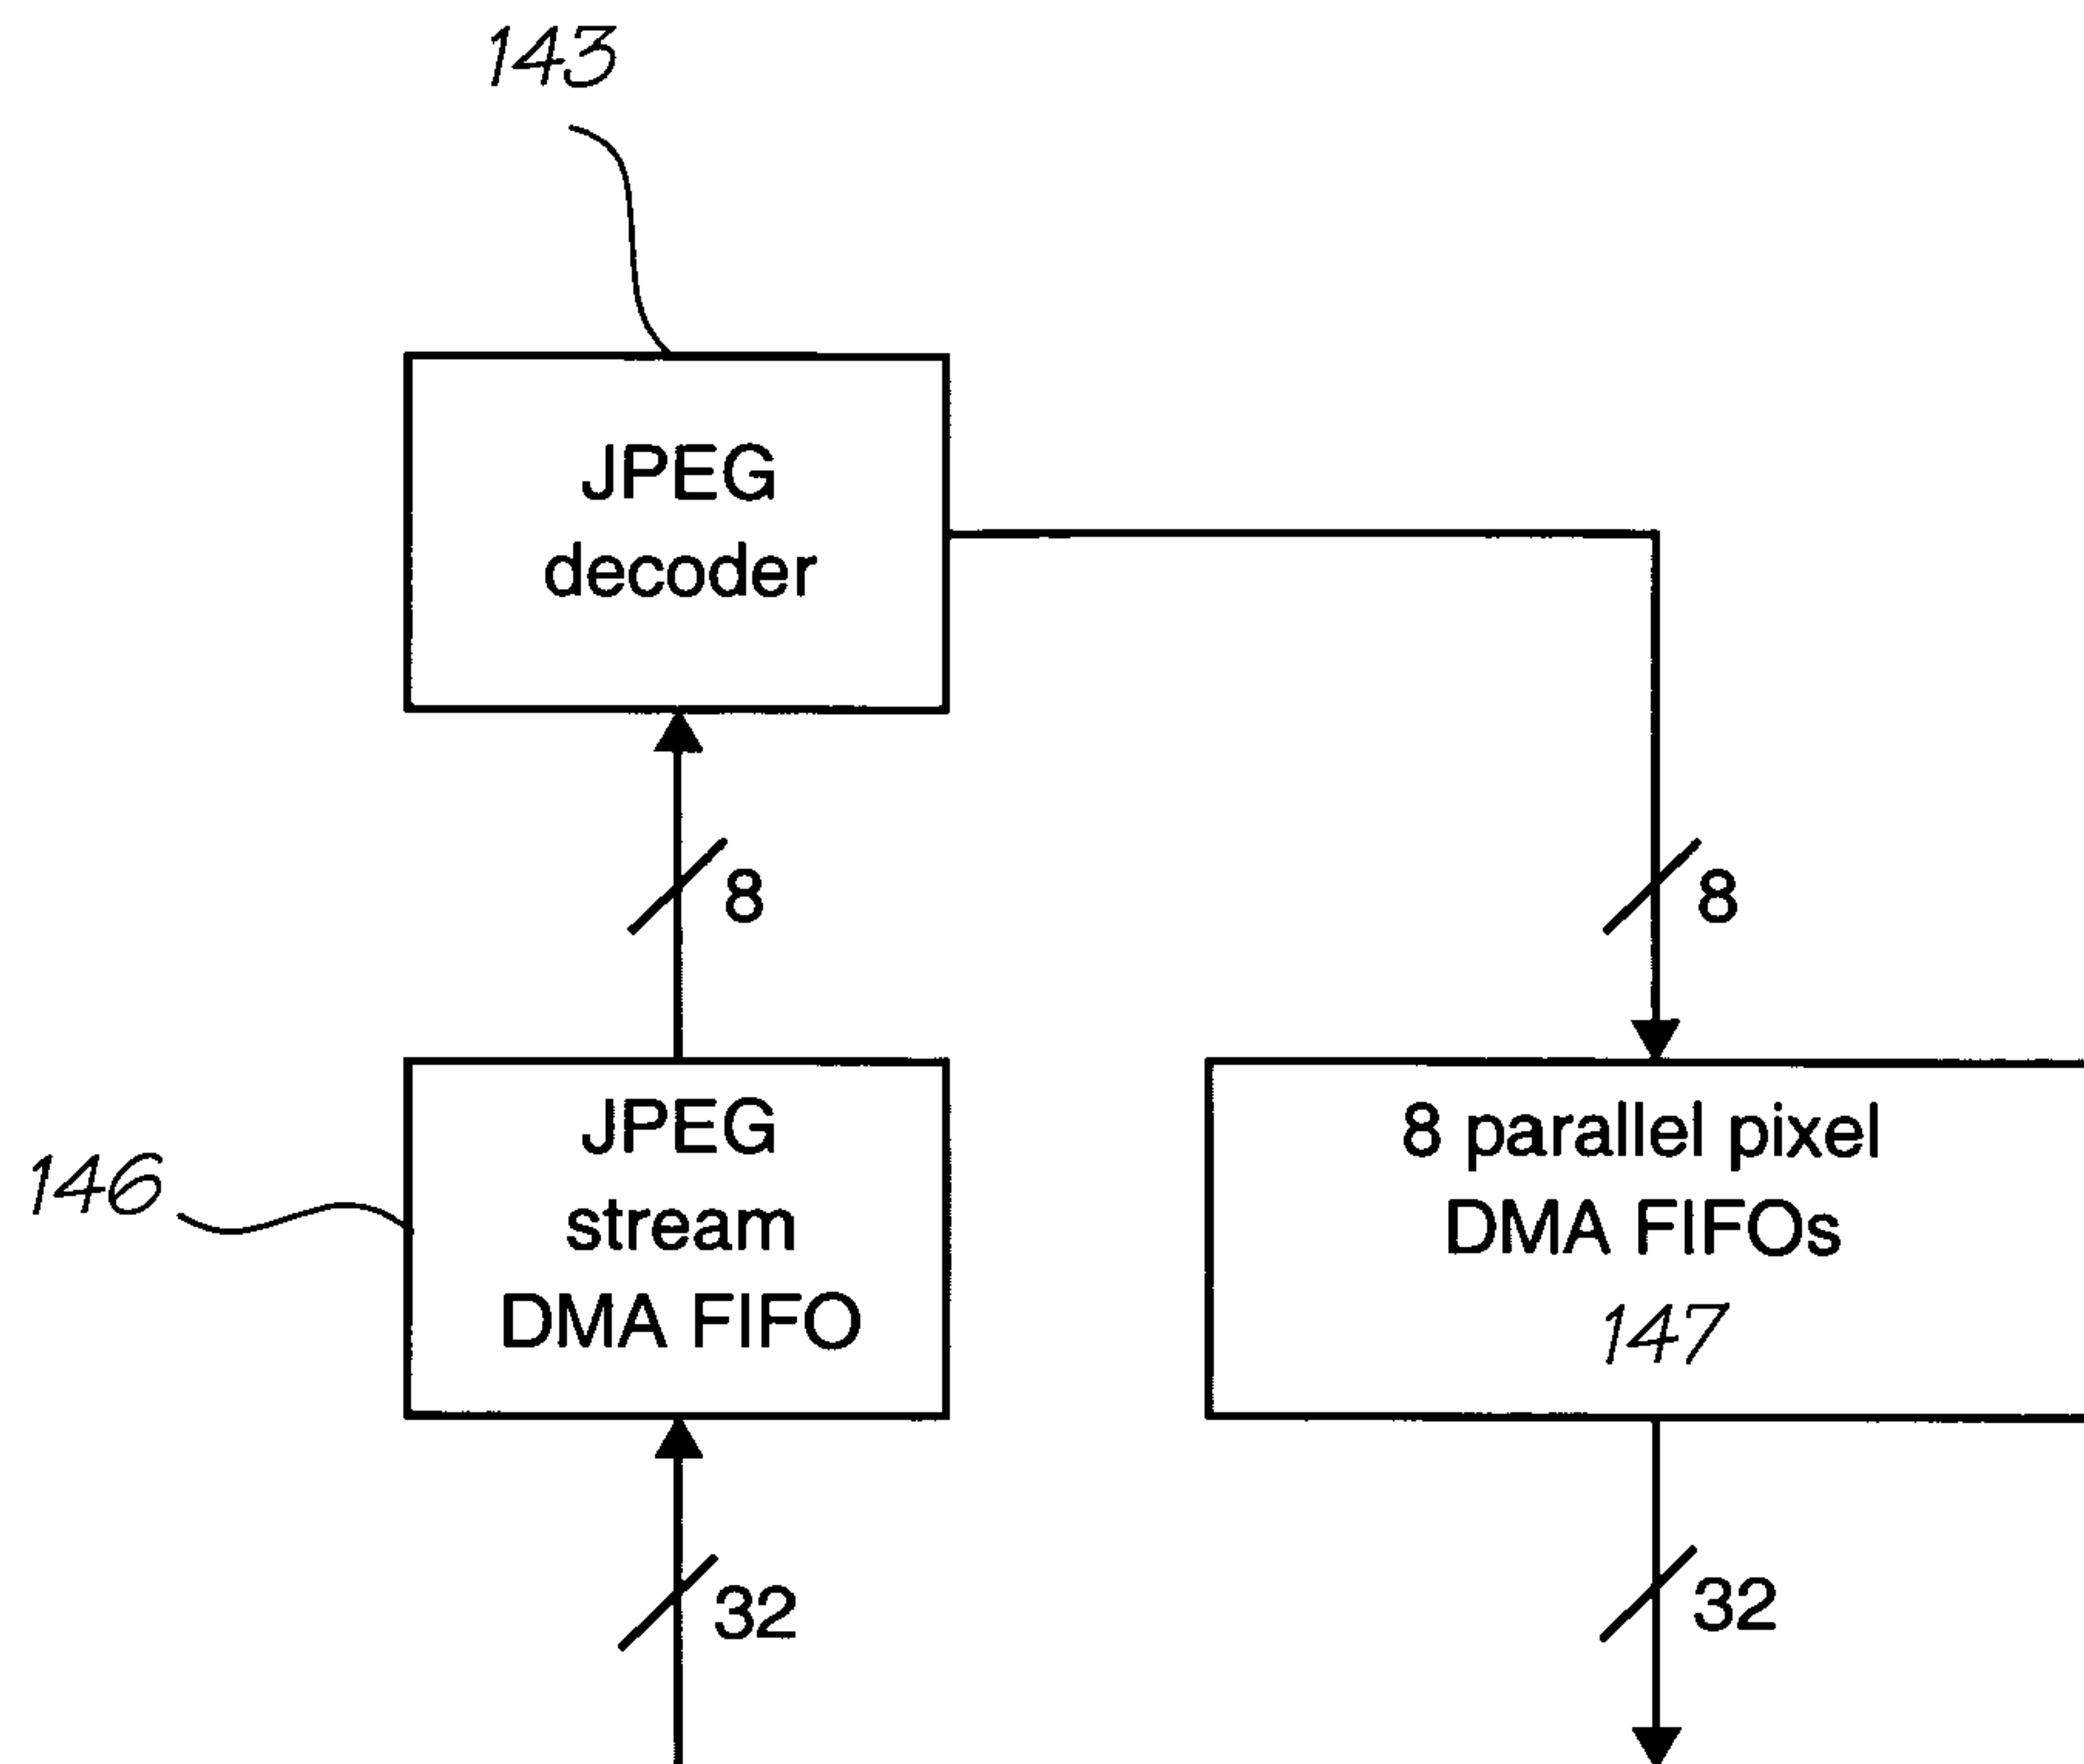 143
JPEG
decoder
8
8
146
JPEG
stream
DMA FIFO
8 parallel pixel
DMA FIFOs
147
32
32